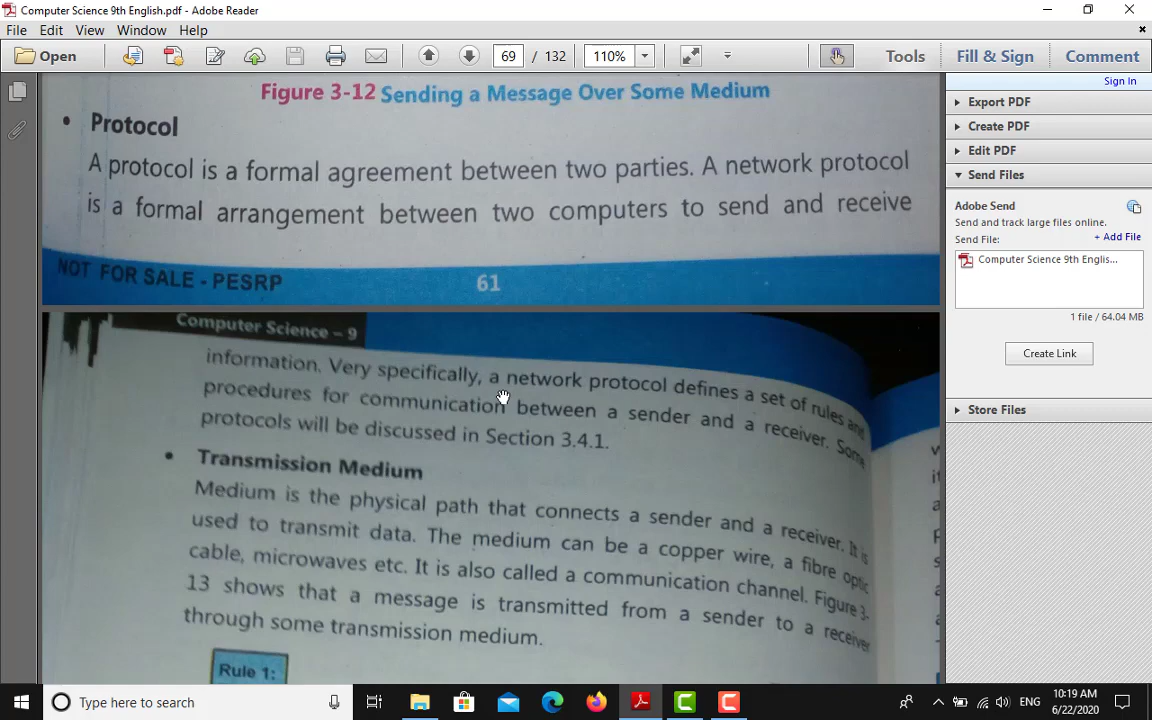 Computer Science 9th English.pdf - Adobe Reader
File Edit View Window Help
Open 69 / 132 110% Tools Fill & Sign Comment
Sign In
Figure 3-12 Sending a Message Over Some Medium
• Protocol
A protocol is a formal agreement between two parties. A network protocol
is a formal arrangement between two computers to send and receive
NOT FOR SALE - PESRP 61
Computer Science – 9
information. Very specifically, a network protocol defines a set of rules and
procedures for communication between a sender and a receiver. Some
protocols will be discussed in Section 3.4.1.
• Transmission Medium
Medium is the physical path that connects a sender and a receiver. It is
used to transmit data. The medium can be a copper wire, a fibre optic
cable, microwaves etc. It is also called a communication channel. Figure 3-
13 shows that a message is transmitted from a sender to a receiver
through some transmission medium.
Rule 1:
Export PDF
Create PDF
Edit PDF
Send Files
Adobe Send
Send and track large files online.
Send File: + Add File
Computer Science 9th Englis...
1 file / 64.04 MB
Create Link
Store Files
Type here to search
ENG
10:19 AM
6/22/2020